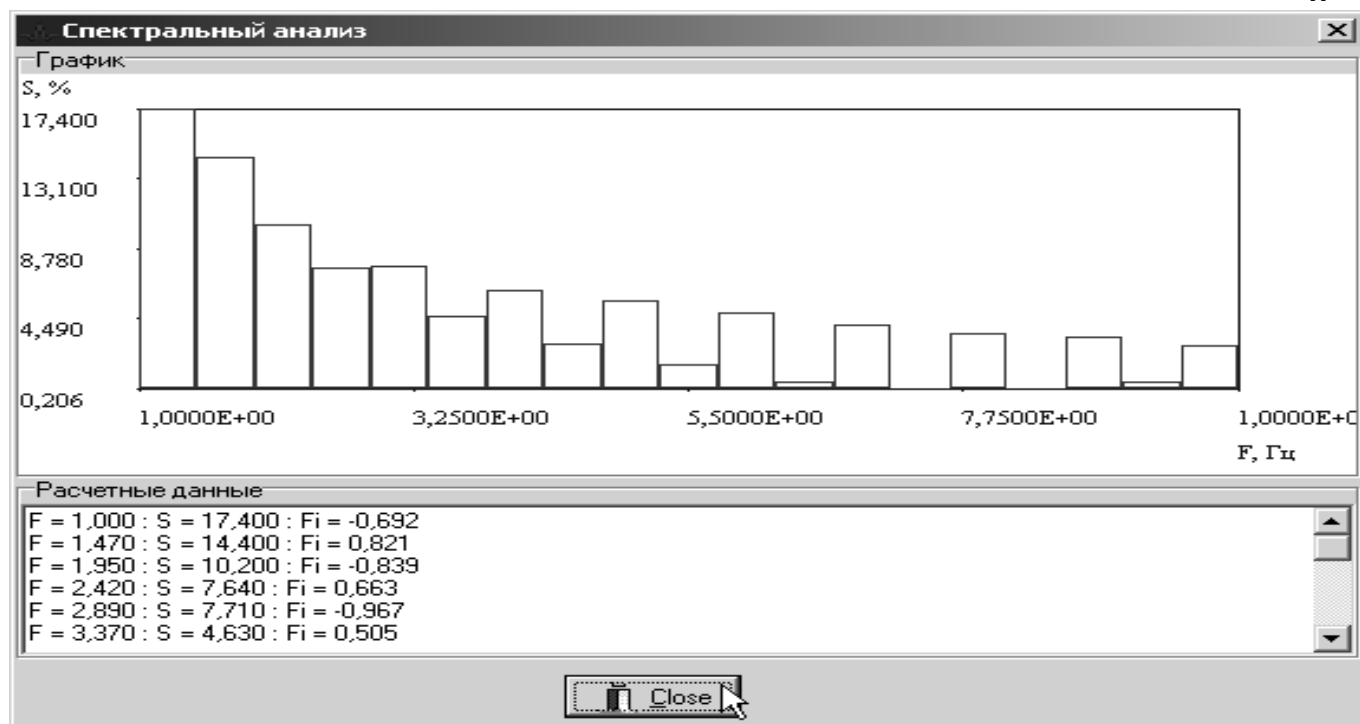 Спектральный анализ
График
S, %
17,400
13,100
8,780
4,490
0,206
1,0000E+00 3,2500E+00 5,5000E+00 7,7500E+00 1,0000E+0
F, Гц
Расчетные данные
F = 1,000 : S = 17,400 : Fi = -0,692
F = 1,470 : S = 14,400 : Fi = 0,821
F = 1,950 : S = 10,200 : Fi = -0,839
F = 2,420 : S = 7,640 : Fi = 0,663
F = 2,890 : S = 7,710 : Fi = -0,967
F = 3,370 : S = 4,630 : Fi = 0,505
Close